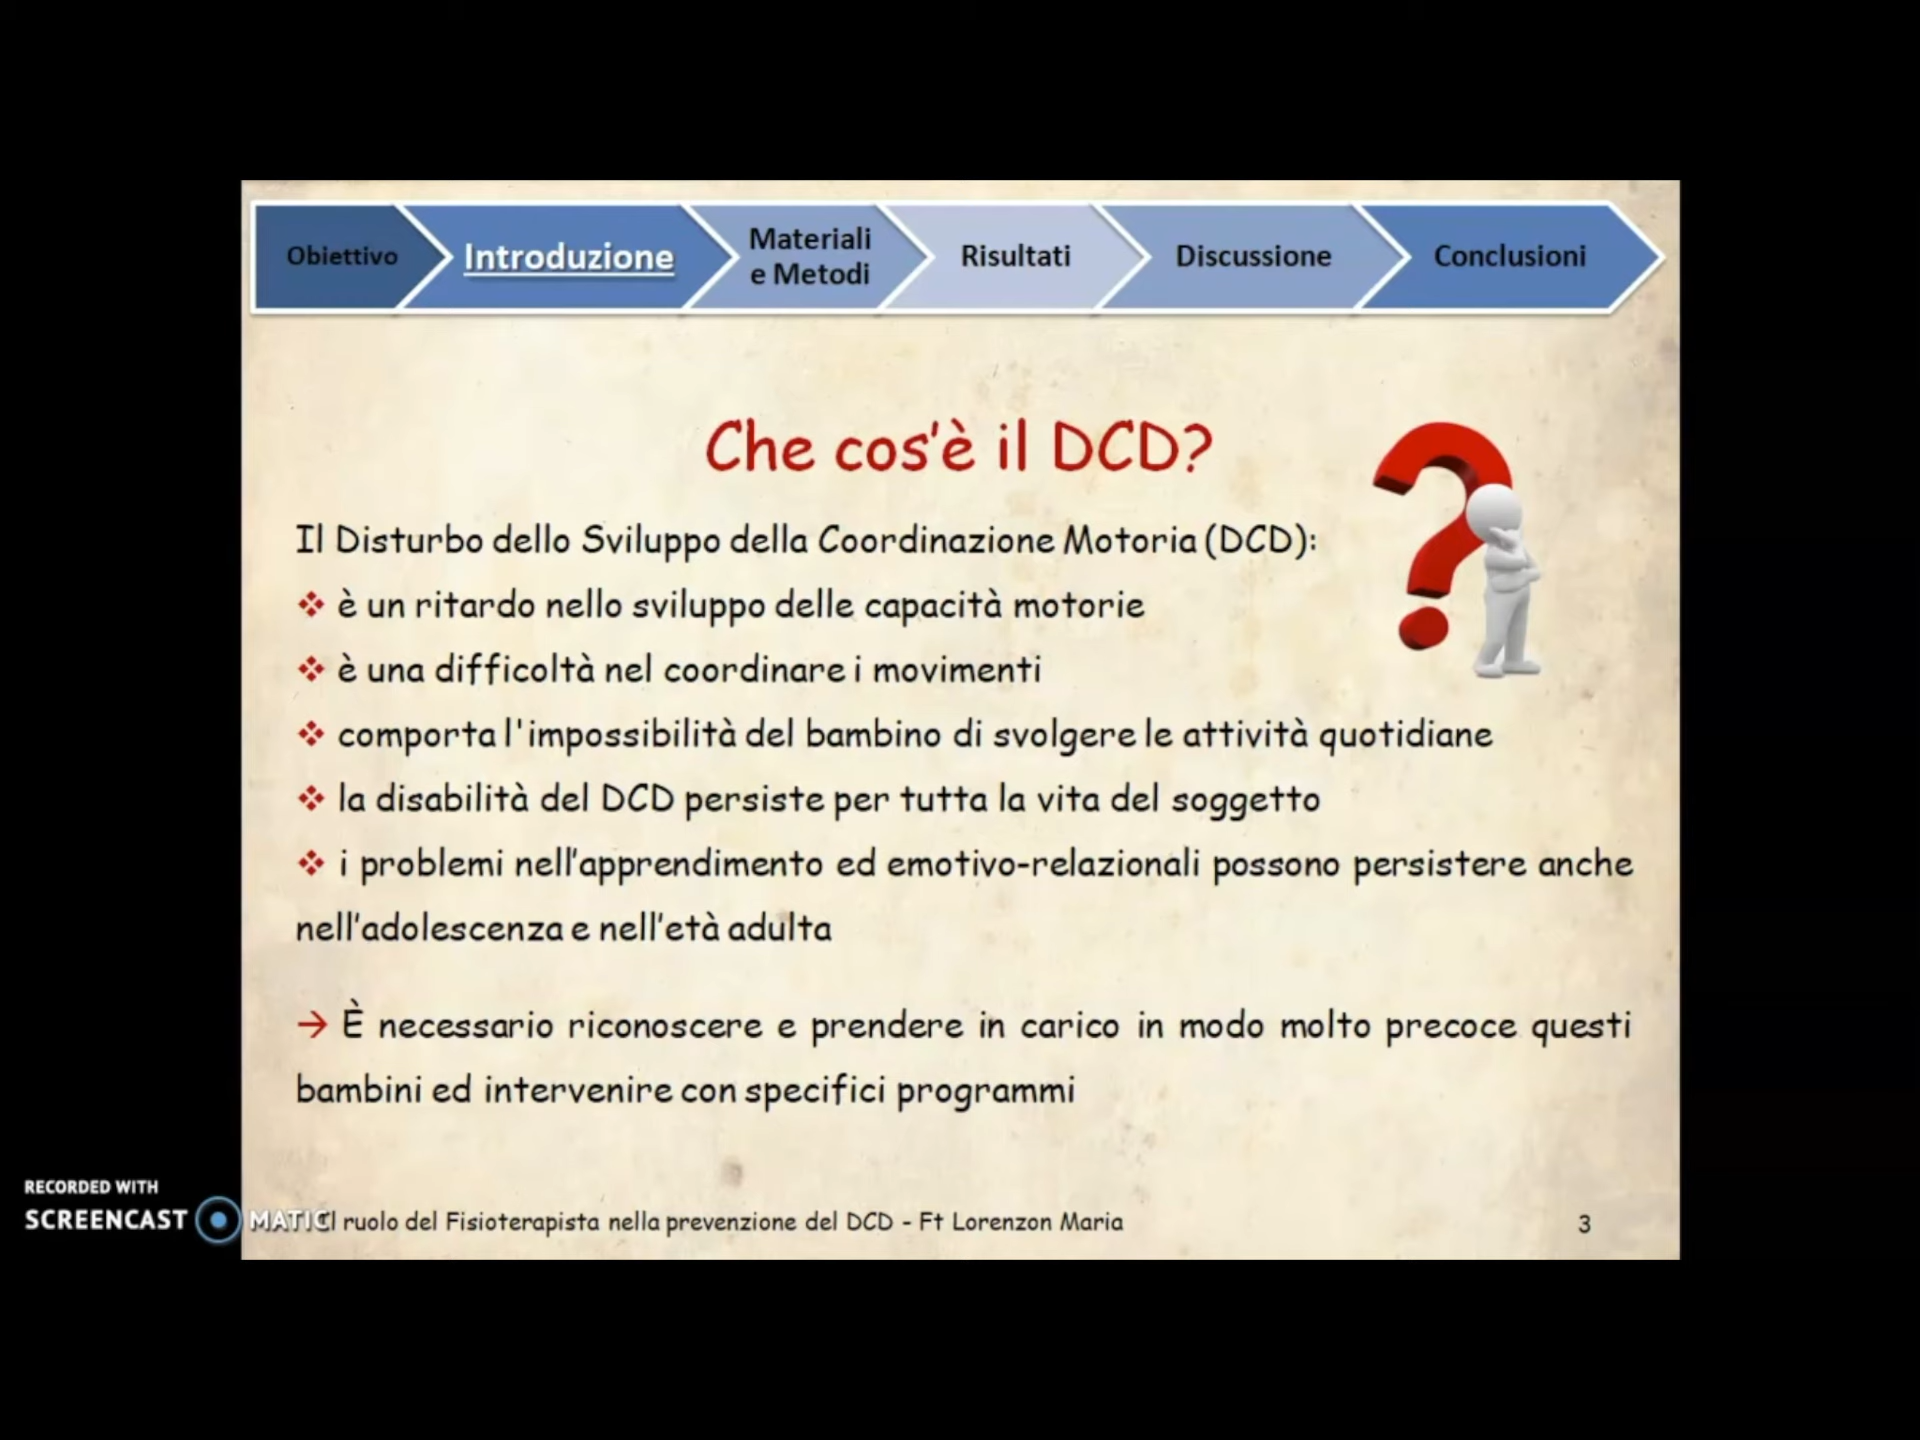 Obiettivo
Introduzione
Materiali
e Metodi
Risultati
Discussione
Conclusioni
Che cos'è il DCD?
Il Disturbo dello Sviluppo della Coordinazione Motoria (DCD):
❖ è un ritardo nello sviluppo delle capacità motorie
❖ è una difficoltà nel coordinare i movimenti
❖ comporta l'impossibilità del bambino di svolgere le attività quotidiane
❖ la disabilità del DCD persiste per tutta la vita del soggetto
❖ i problemi nell'apprendimento ed emotivo-relazionali possono persistere anche
nell'adolescenza e nell'età adulta
→ È necessario riconoscere e prendere in carico in modo molto precoce questi
bambini ed intervenire con specifici programmi
RECORDED WITH
SCREENCAST MATIC
Il ruolo del Fisioterapista nella prevenzione del DCD - Ft Lorenzon Maria
3